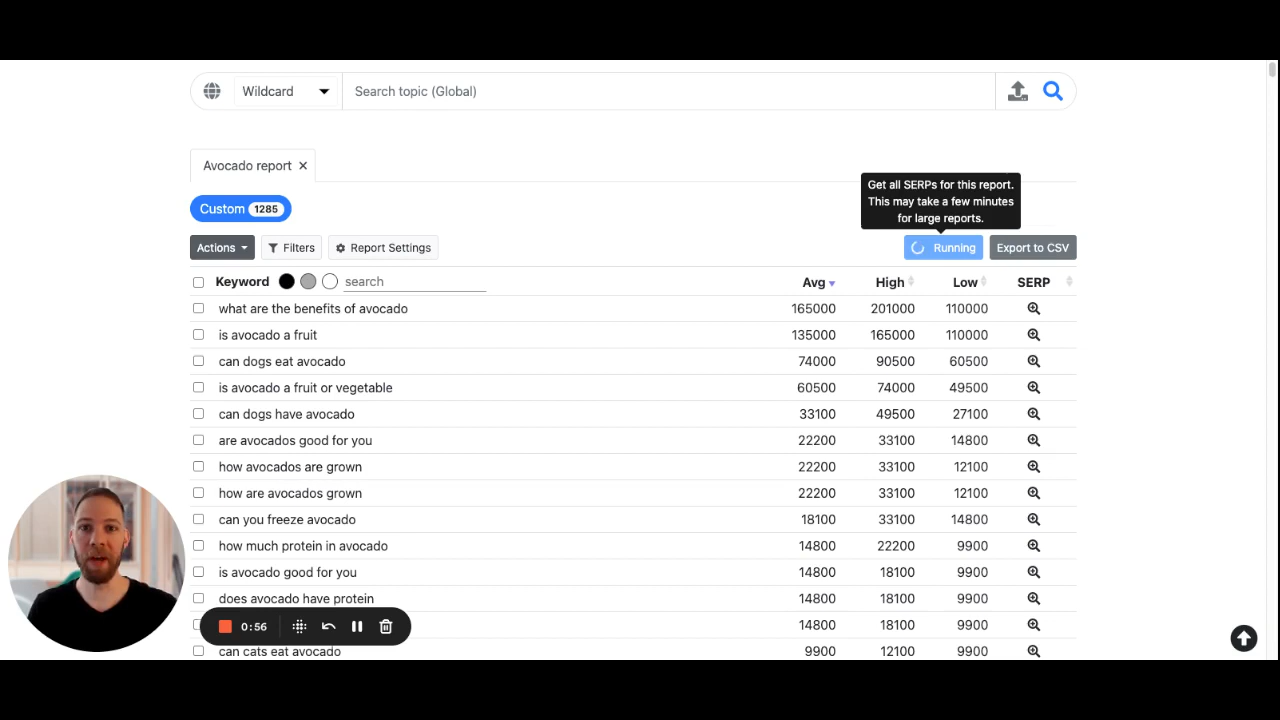 Wildcard Search topic (Global)
Avocado report ×
Get all SERPs for this report.
This may take a few minutes
for large reports.
Custom 1285
Actions Filters Report Settings Running Export to CSV
Keyword search Avg High Low SERP
what are the benefits of avocado 165000 201000 110000
is avocado a fruit 135000 165000 110000
can dogs eat avocado 74000 90500 60500
is avocado a fruit or vegetable 60500 74000 49500
can dogs have avocado 33100 49500 27100
are avocados good for you 22200 33100 14800
how avocados are grown 22200 33100 12100
how are avocados grown 22200 33100 12100
can you freeze avocado 18100 33100 14800
how much protein in avocado 14800 22200 9900
is avocado good for you 14800 18100 9900
does avocado have protein 14800 18100 9900
0:56 14800 18100 9900
can cats eat avocado 9900 12100 9900